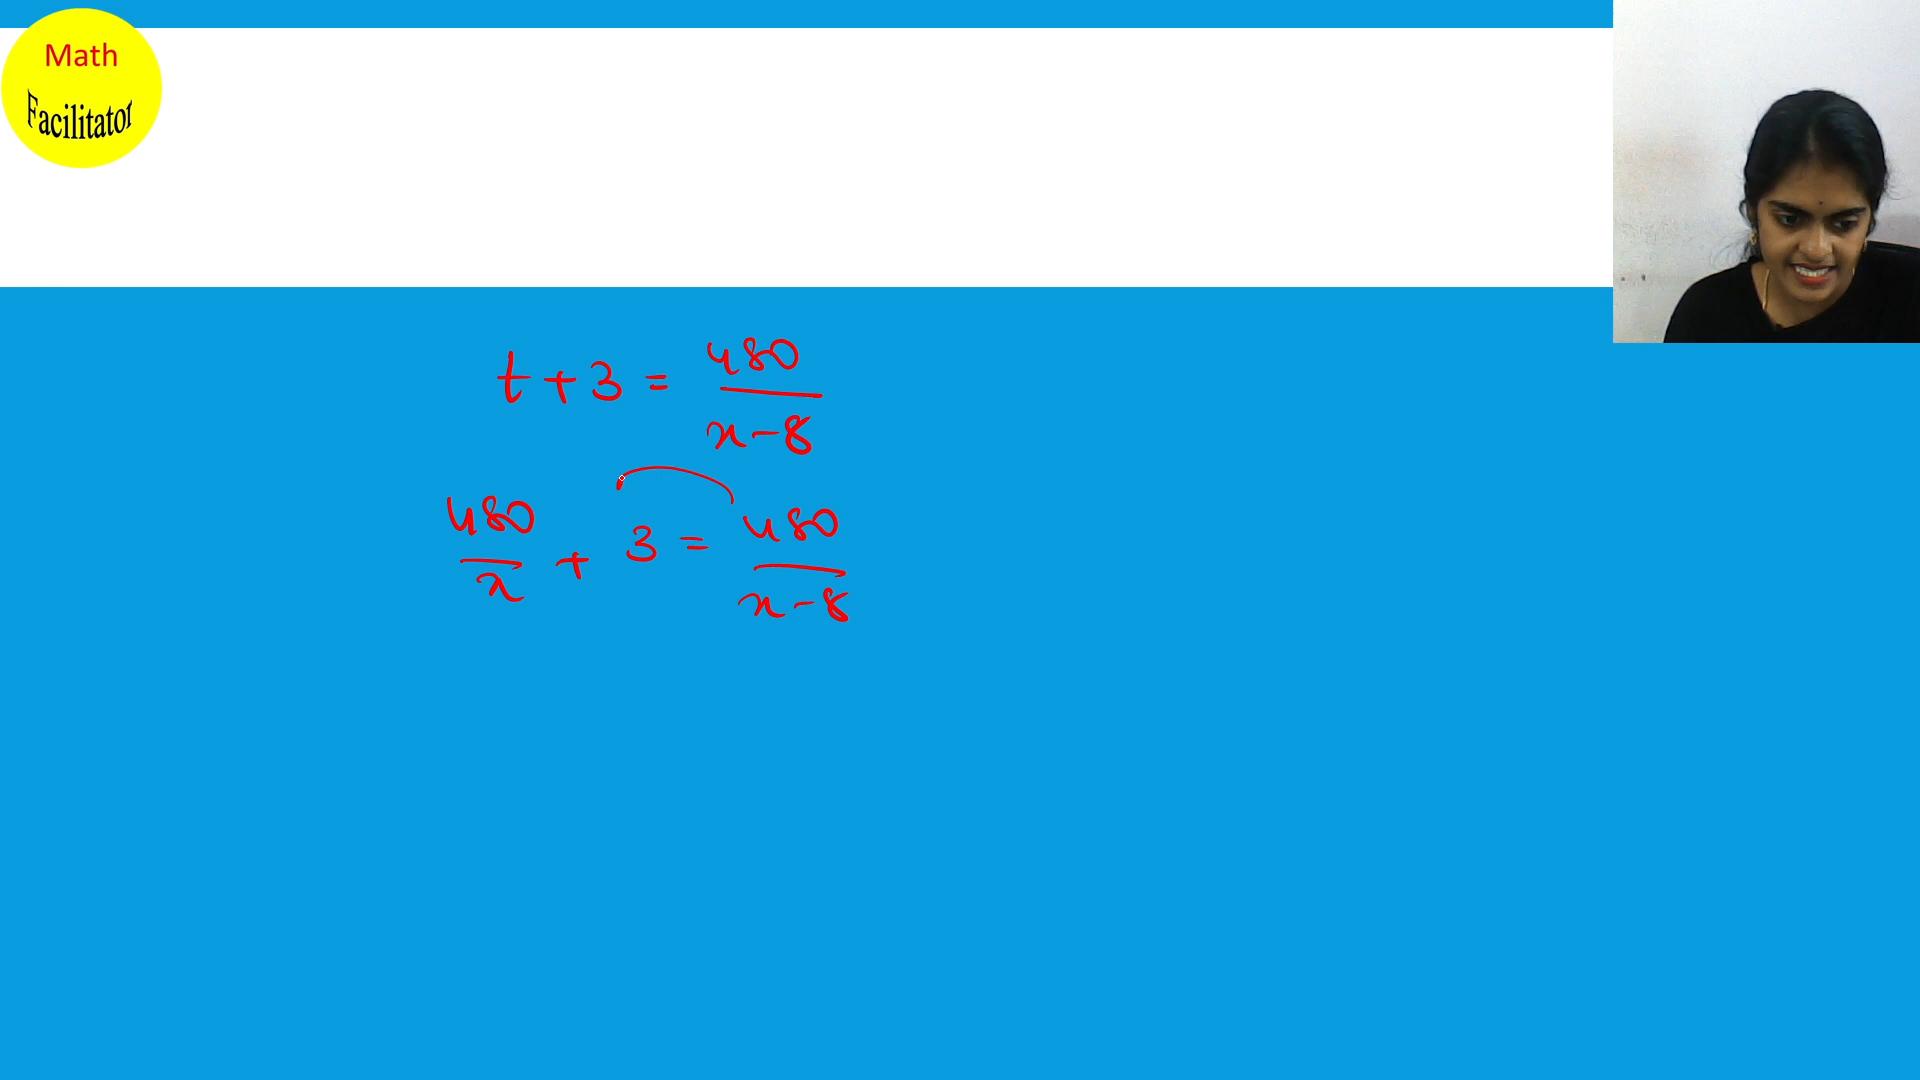 Math
Facilitator
t + 3 = 480/(x - 8)
480/x + 3 = 480/(x - 8)